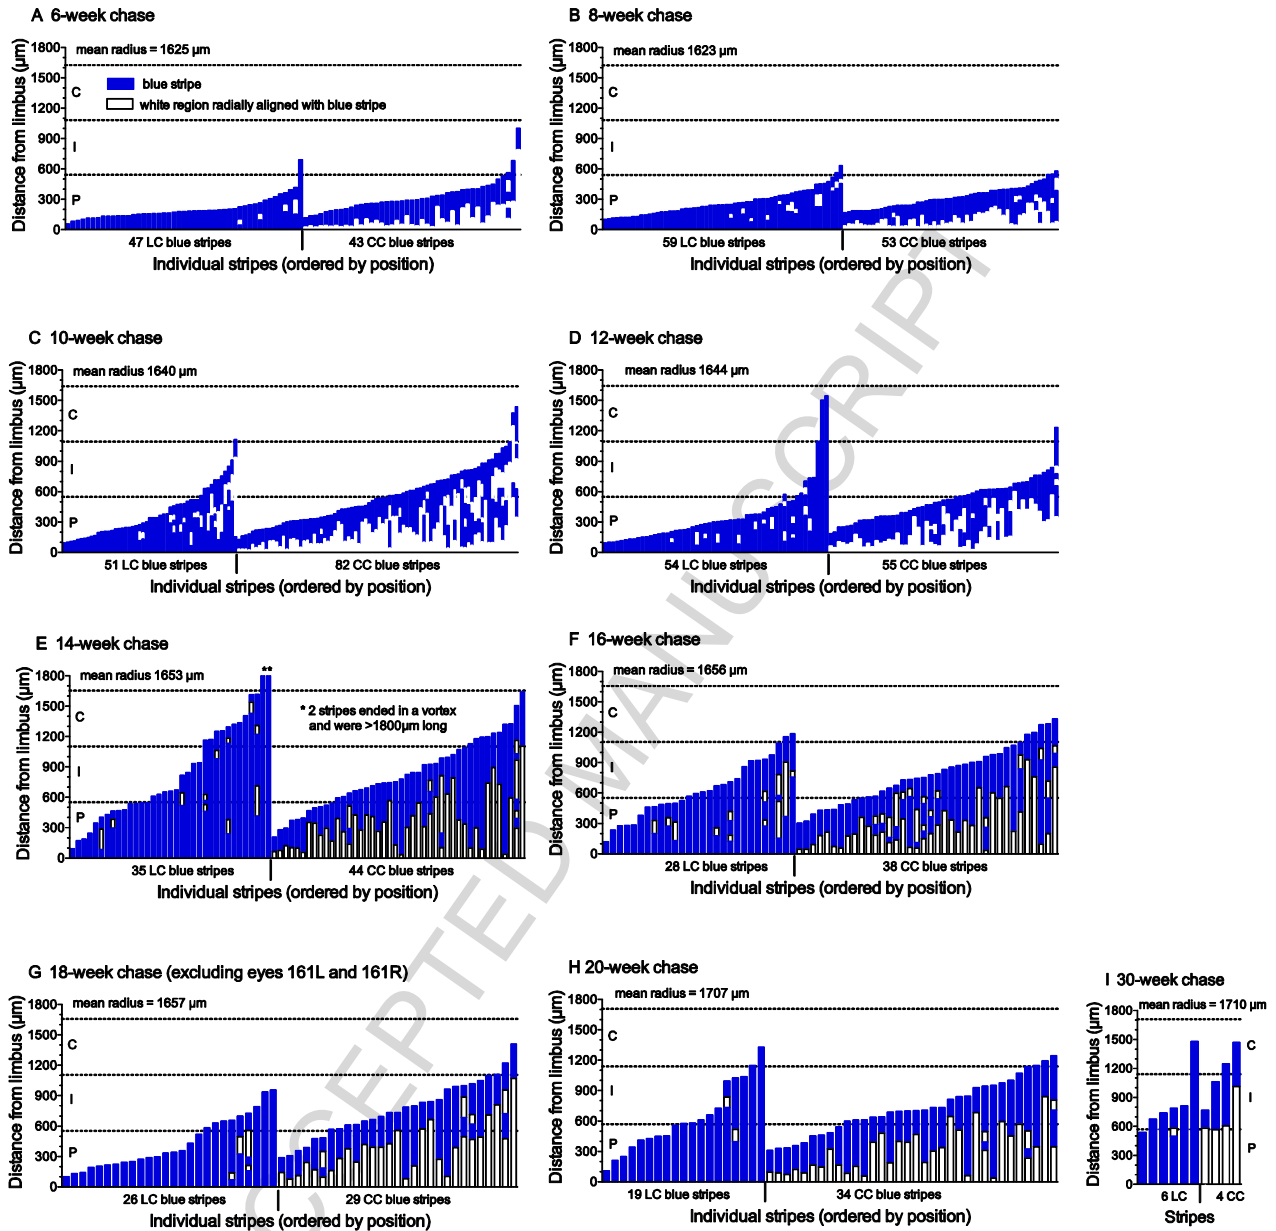 A 6-week chase
mean radius = 1625 µm
blue stripe
white region radially aligned with blue stripe
Distance from limbus (µm)
1800
1500
1200
900
600
300
0
C
I
P
47 LC blue stripes
43 CC blue stripes
Individual stripes (ordered by position)
B 8-week chase
mean radius 1623 µm
Distance from limbus (µm)
1800
1500
1200
900
600
300
0
C
I
P
59 LC blue stripes
53 CC blue stripes
Individual stripes (ordered by position)
C 10-week chase
mean radius 1640 µm
Distance from limbus (µm)
1800
1500
1200
900
600
300
0
C
I
P
51 LC blue stripes
82 CC blue stripes
Individual stripes (ordered by position)
D 12-week chase
mean radius 1644 µm
Distance from limbus (µm)
1800
1500
1200
900
600
300
0
C
I
P
54 LC blue stripes
55 CC blue stripes
Individual stripes (ordered by position)
E 14-week chase
mean radius 1653 µm
**
* 2 stripes ended in a vortex
and were >1800µm long
Distance from limbus (µm)
1800
1500
1200
900
600
300
0
C
I
P
35 LC blue stripes
44 CC blue stripes
Individual stripes (ordered by position)
F 16-week chase
mean radius = 1656 µm
Distance from limbus (µm)
1800
1500
1200
900
600
300
0
C
I
P
28 LC blue stripes
38 CC blue stripes
Individual stripes (ordered by position)
G 18-week chase (excluding eyes 161L and 161R)
mean radius = 1657 µm
Distance from limbus (µm)
1800
1500
1200
900
600
300
0
C
I
P
26 LC blue stripes
29 CC blue stripes
Individual stripes (ordered by position)
H 20-week chase
mean radius = 1707 µm
Distance from limbus (µm)
1800
1500
1200
900
600
300
0
C
I
P
19 LC blue stripes
34 CC blue stripes
Individual stripes (ordered by position)
I 30-week chase
mean radius = 1710 µm
Distance from limbus (µm)
1800
1500
1200
900
600
300
0
C
I
P
6 LC
4 CC
Stripes
CCEPTED MANUSCRIPT